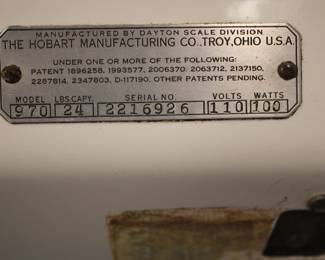 MANUFACTURED BY DAYTON SCALE DIVISION
THE HOBART MANUFACTURING CO., TROY, OHIO U.S.A.
UNDER ONE OR MORE OF THE FOLLOWING:
PATENT 1896258, 1993577, 2006370, 2063712, 2137150,
2287814, 2347803, D-117190. OTHER PATENTS PENDING.
MODEL LBS.CAPY. SERIAL NO. VOLTS WATTS
970 24 2216926 110 100